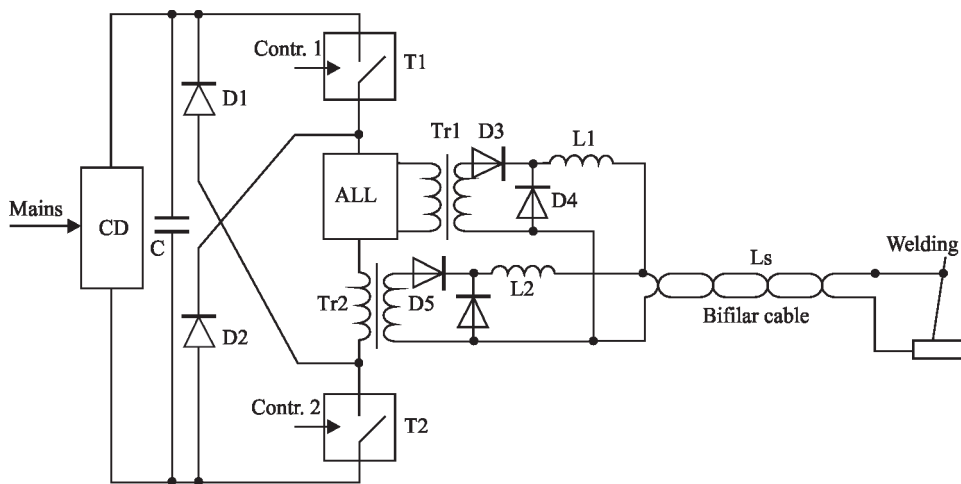 Contr. 1
T1
D1
Tr1
D3
L1
ALL
D4
Mains
CD
C
Welding
Ls
Tr2
D5
L2
Bifilar cable
D2
Contr. 2
T2